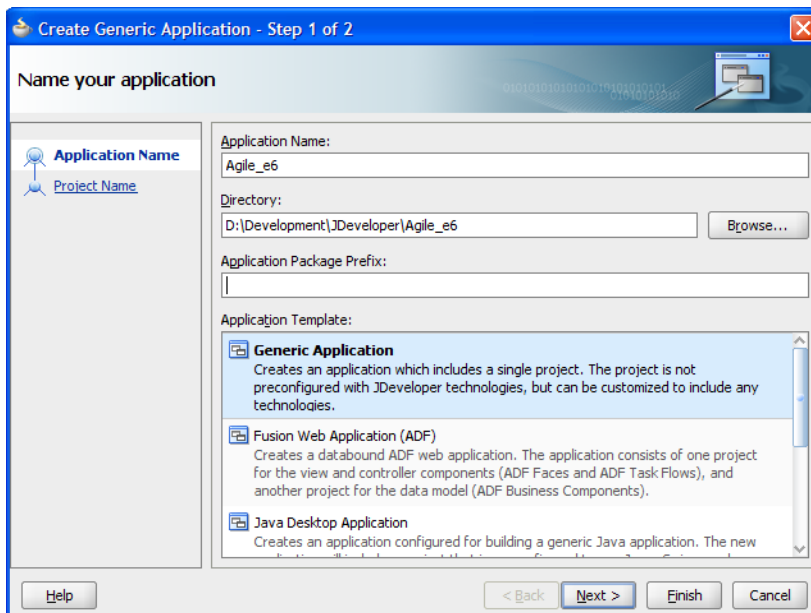 Create Generic Application - Step 1 of 2
Name your application
Application Name
Project Name
Application Name:
Agile_e6
Directory:
D:\Development\JDeveloper\Agile_e6
Browse...
Application Package Prefix:
Application Template:
Generic Application
Creates an application which includes a single project. The project is not
preconfigured with JDeveloper technologies, but can be customized to include any
technologies.
Fusion Web Application (ADF)
Creates a databound ADF web application. The application consists of one project
for the view and controller components (ADF Faces and ADF Task Flows), and
another project for the data model (ADF Business Components).
Java Desktop Application
Creates an application configured for building a generic Java application. The new
Help
< Back
Next >
Finish
Cancel